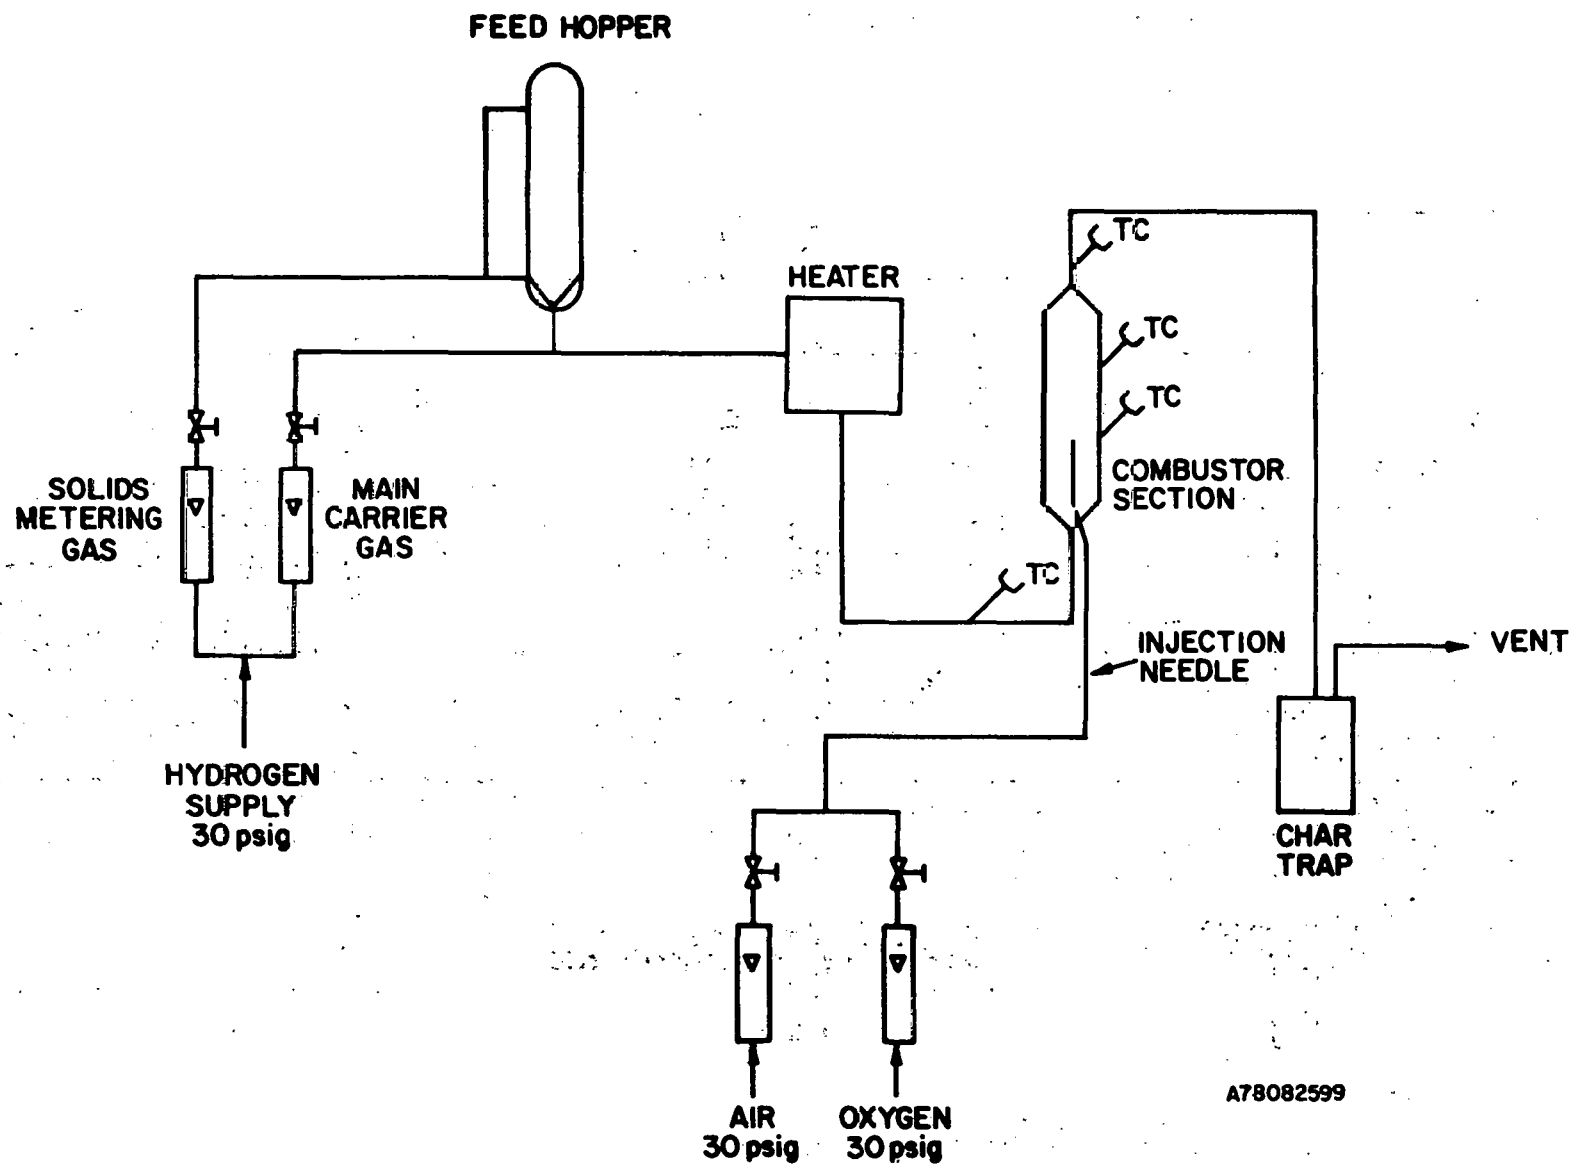 FEED HOPPER
TC
HEATER
TC
TC
COMBUSTOR
SECTION
SOLIDS
METERING
GAS
MAIN
CARRIER
GAS
TC
INJECTION
NEEDLE
VENT
HYDROGEN
SUPPLY
30 psig
CHAR
TRAP
A78082599
AIR
30 psig
OXYGEN
30 psig